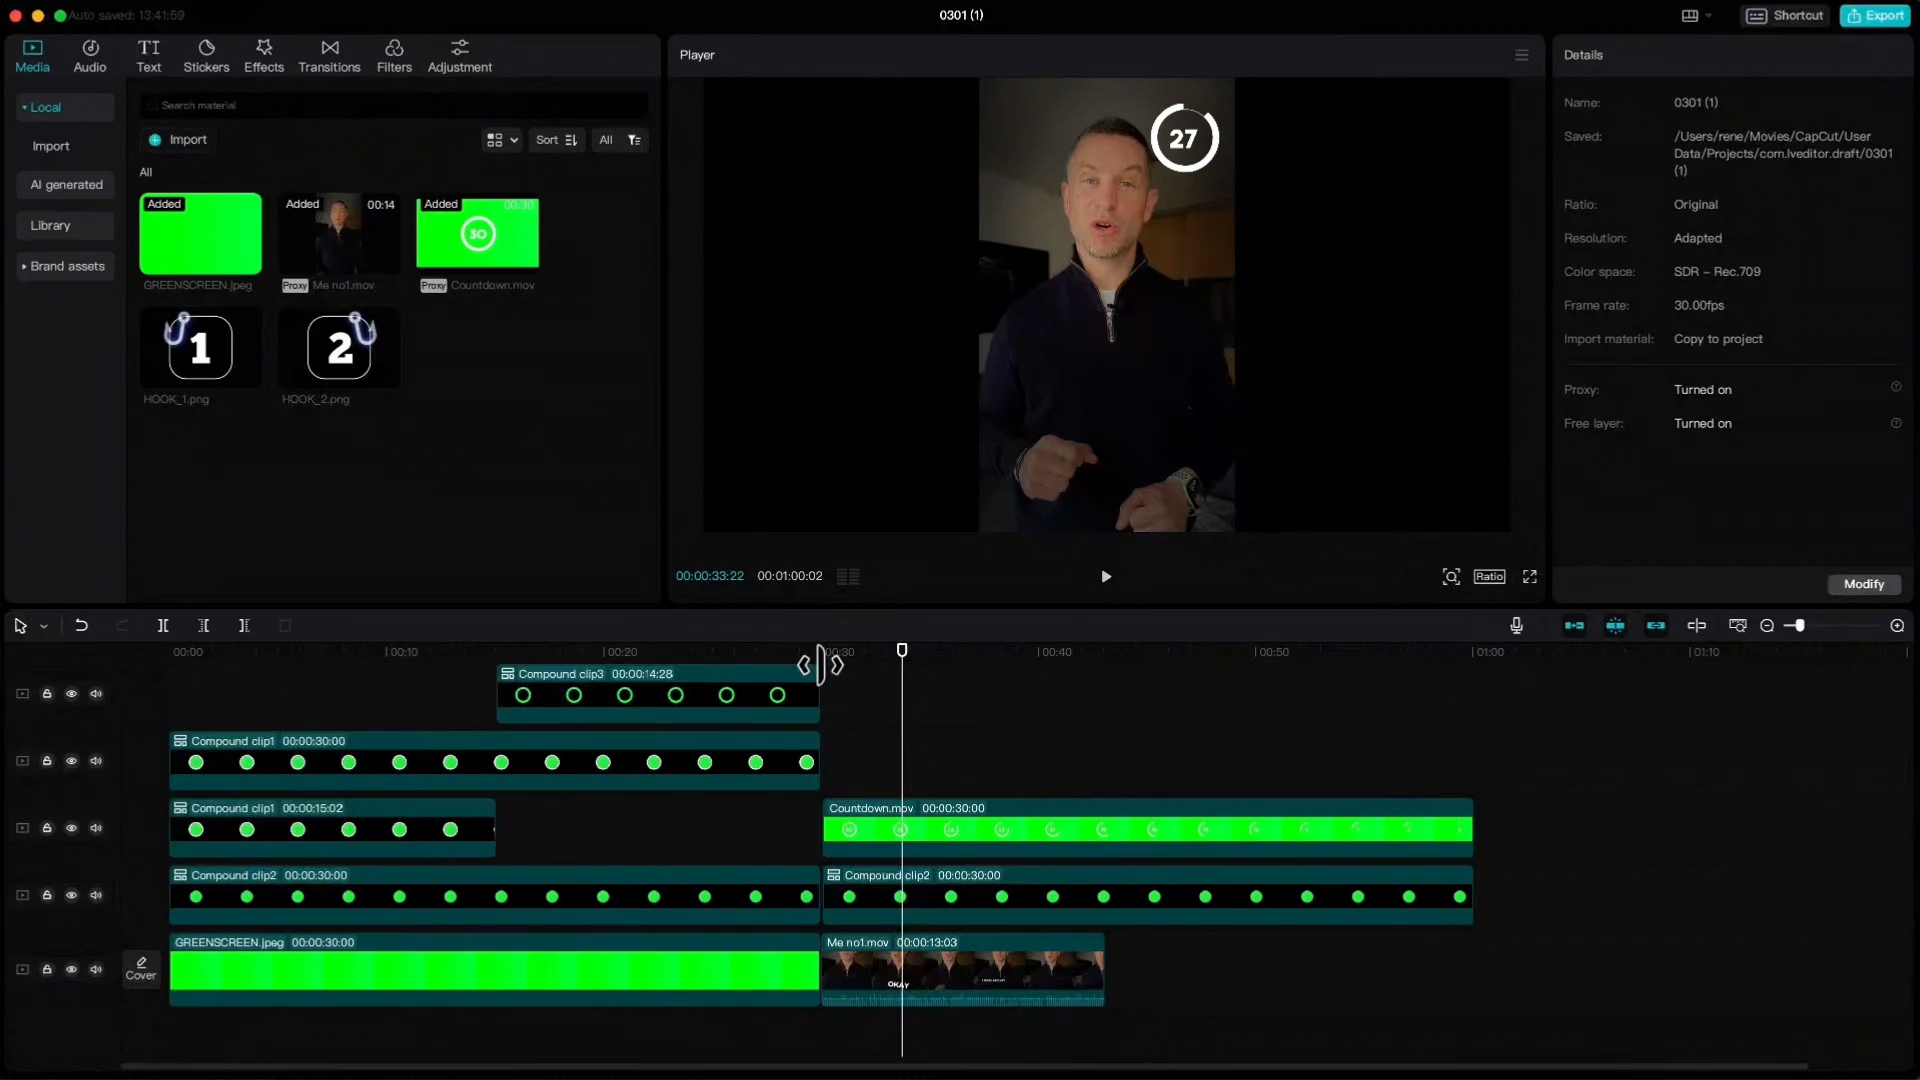 Auto saved: 13:41:59
0301 (1)
Shortcut
Export
Media
Audio
Text
Stickers
Effects
Transitions
Filters
Adjustment
Local
Import
AI generated
Library
Brand assets
Search material
Import
Sort
All
All
Added
Added
00:14
Added
00:30
30
GREENSCREEN.jpeg
Proxy
Me no1.mov
Proxy
Countdown.mov
1
2
HOOK_1.png
HOOK_2.png
Player
27
00:00:33:22
00:01:00:02
Ratio
Details
Name:
0301 (1)
Saved:
/Users/rene/Movies/CapCut/User
Data/Projects/com.lveditor.draft/0301
(1)
Ratio:
Original
Resolution:
Adapted
Color space:
SDR – Rec.709
Frame rate:
30.00fps
Import material:
Copy to project
Proxy:
Turned on
Free layer:
Turned on
Modify
00:00
00:10
00:20
00:30
00:40
00:50
01:00
01:10
Compound clip3 00:00:14:28
Compound clip1 00:00:30:00
Compound clip1 00:00:15:02
Countdown.mov 00:00:30:00
Compound clip2 00:00:30:00
Compound clip2 00:00:30:00
Cover
GREENSCREEN.jpeg 00:00:30:00
Me no1.mov 00:00:13:03
OKAY